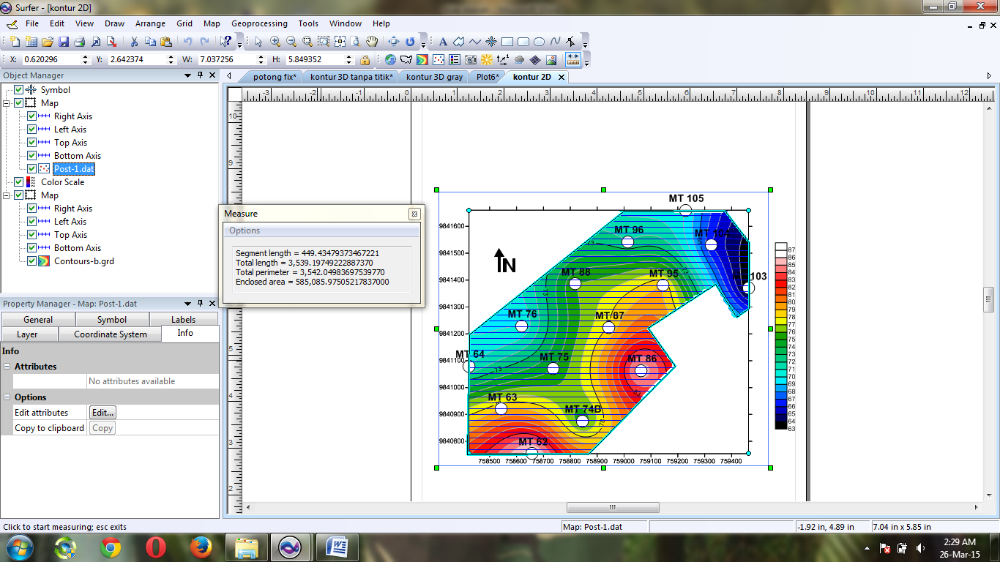 Surfer - [kontur 2D]
File Edit View Draw Arrange Grid Map Geoprocessing Tools Window Help
X: 0.620296 Y: 2.642374 W: 7.037256 H: 5.849352
Object Manager
potong fix* kontur 3D tanpa titik* kontur 3D gray Plot6* kontur 2D
Symbol
Map
Right Axis
Left Axis
Top Axis
Bottom Axis
Post-1.dat
Color Scale
Map
Right Axis
Left Axis
Top Axis
Bottom Axis
Contours-b.grd
Property Manager - Map: Post-1.dat
General Symbol Labels
Layer Coordinate System Info
Info
Attributes
No attributes available
Options
Edit attributes Edit...
Copy to clipboard Copy
Measure
Options
Segment length = 449.43479373467221
Total length = 3,539.19749222887370
Total perimeter = 3,542.04983697539770
Enclosed area = 585,085.97505217837000
-3 -2 -1 0 1 2 3 4 5 6 7 8 9 10 11 12
10
9
5
4
3
2
MT 105
MT 96
MT 88
MT 95
103
MT 76
MT 87
MT 64
MT 75
MT 86
MT 63
MT 74B
MT 62
N
9841600
9841500
9841400
9841300
9841200
9841100
9841000
9840900
9840800
758500 758600 758700 758800 758900 759000 759100 759200 759300 759400
87
86
85
84
83
82
81
80
79
78
77
76
75
74
73
72
71
70
69
68
67
66
65
64
63
Click to start measuring; esc exits
Map: Post-1.dat
-1.92 in, 4.89 in
7.04 in x 5.85 in
2:29 AM
26-Mar-15